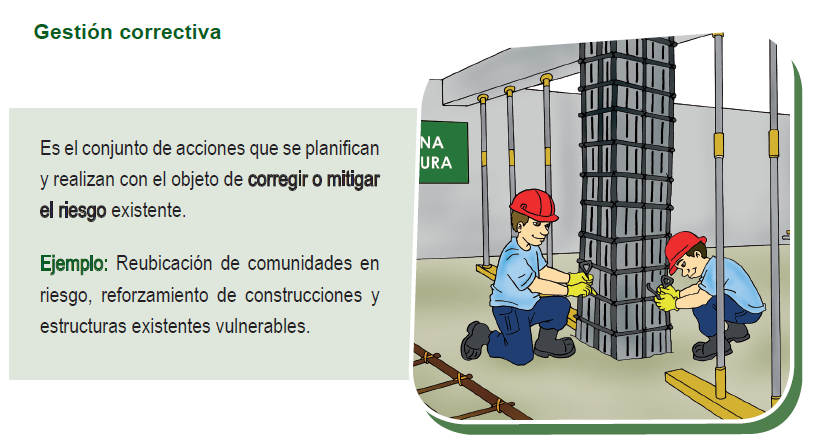 Gestión correctiva
Es el conjunto de acciones que se planifican
y realizan con el objeto de corregir o mitigar
el riesgo existente.
Ejemplo: Reubicación de comunidades en
riesgo, reforzamiento de construcciones y
estructuras existentes vulnerables.
NA
URA